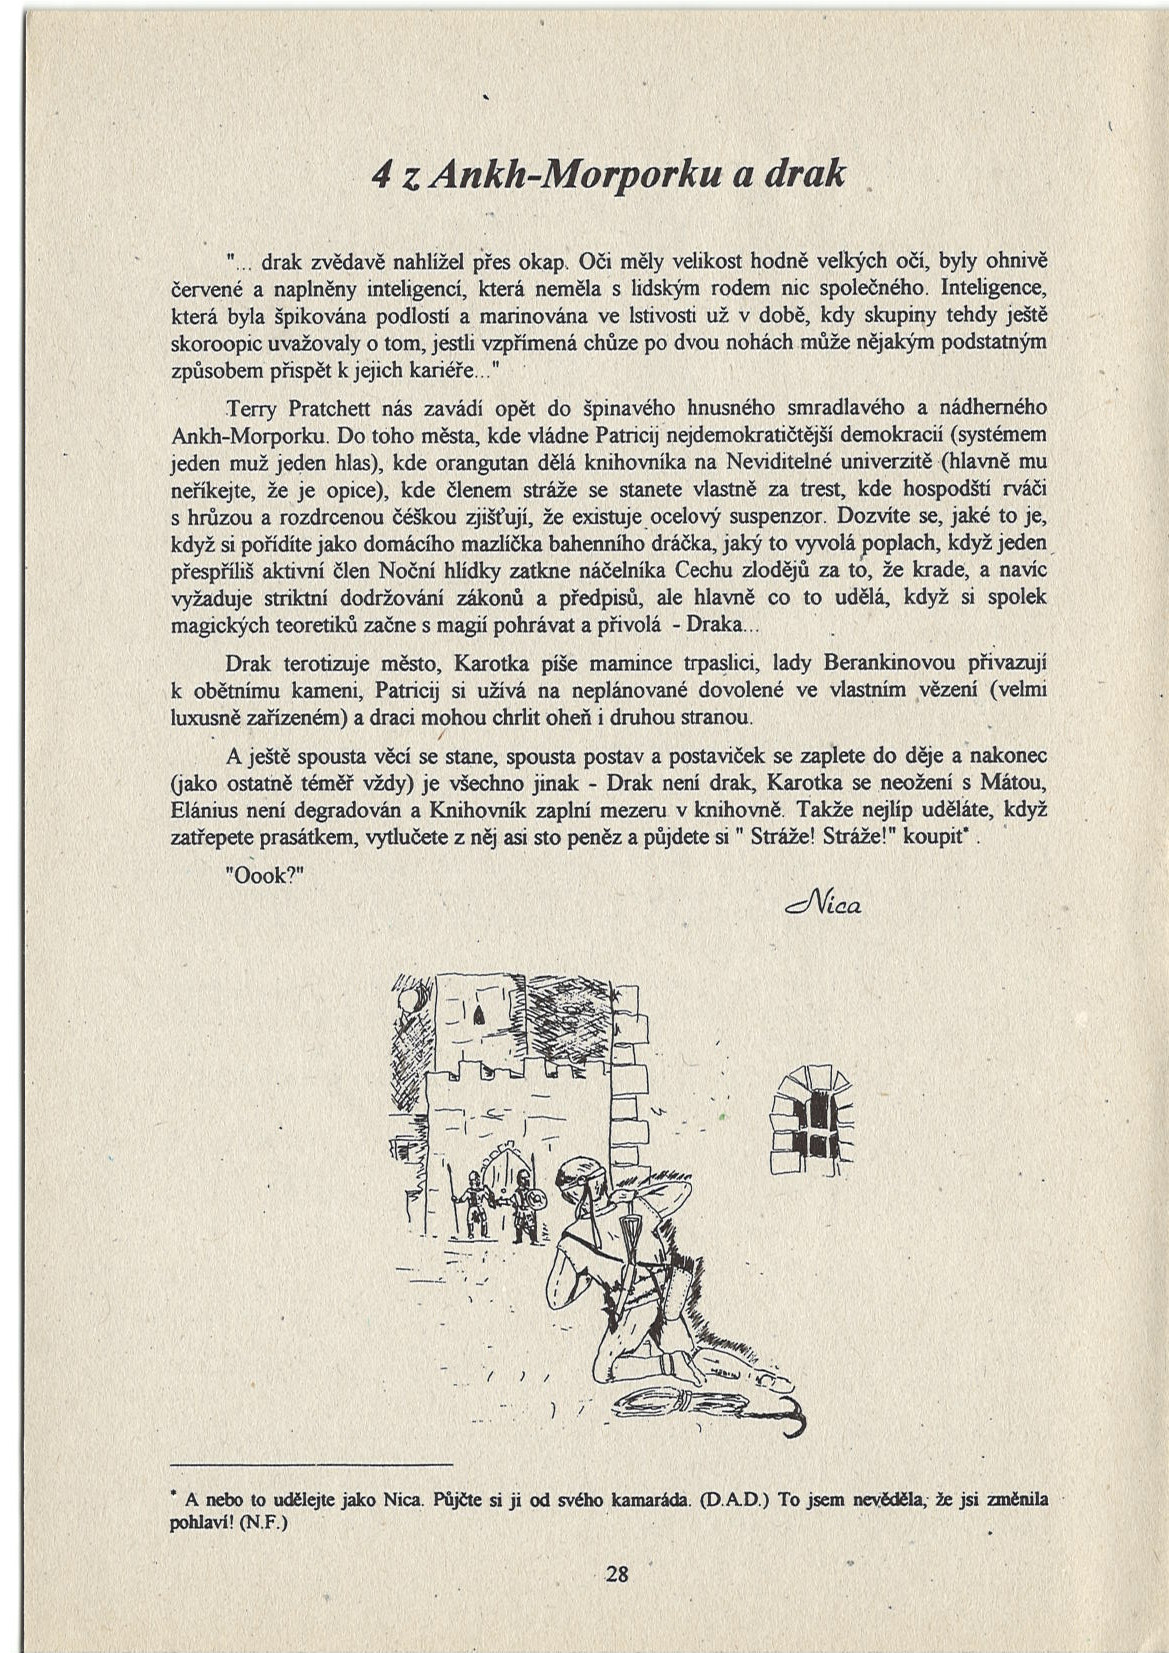 4 z Ankh-Morporku a drak
"... drak zvědavě nahlížel přes okap. Oči měly velikost hodně velkých očí, byly ohnivě
červené a naplněny inteligencí, která neměla s lidským rodem nic společného. Inteligence,
která byla špikována podlostí a marinována ve lstivosti už v době, kdy skupiny tehdy ještě
skoroopic uvažovaly o tom, jestli vzpřímená chůze po dvou nohách může nějakým podstatným
způsobem přispět k jejich kariéře..."
Terry Pratchett nás zavádí opět do špinavého hnusného smradlavého a nádherného
Ankh-Morporku. Do toho města, kde vládne Patricij nejdemokratičtější demokracií (systémem
jeden muž jeden hlas), kde orangutan dělá knihovníka na Neviditelné univerzitě (hlavně mu
neříkejte, že je opice), kde členem stráže se stanete vlastně za trest, kde hospodští rváči
s hrůzou a rozdrcenou čéškou zjišťují, že existuje ocelový suspenzor. Dozvíte se, jaké to je,
když si pořídíte jako domácího mazlíčka bahenního dráčka, jaký to vyvolá poplach, když jeden
přespříliš aktivní člen Noční hlídky zatkne náčelníka Cechu zlodějů za to, že krade, a navíc
vyžaduje striktní dodržování zákonů a předpisů, ale hlavně co to udělá, když si spolek
magických teoretiků začne s magií pohrávat a přivolá - Draka...
Drak terotizuje město, Karotka píše mamince trpaslici, lady Berankinovou přivazují
k obětnímu kameni, Patricij si užívá na neplánované dovolené ve vlastním vězení (velmi
luxusně zařízeném) a draci mohou chrlit oheň i druhou stranou.
A ještě spousta věcí se stane, spousta postav a postaviček se zaplete do děje a nakonec
(jako ostatně téměř vždy) je všechno jinak - Drak není drak, Karotka se neožení s Mátou,
Elánius není degradován a Knihovník zaplní mezeru v knihovně. Takže nejlíp uděláte, když
zatřepete prasátkem, vytlučete z něj asi sto peněz a půjdete si " Stráže! Stráže!" koupit*.
"Oook?"
Nica
* A nebo to udělejte jako Nica. Půjčte si ji od svého kamaráda. (D.A.D.) To jsem nevěděla, že jsi změnila
pohlaví! (N.F.)
28